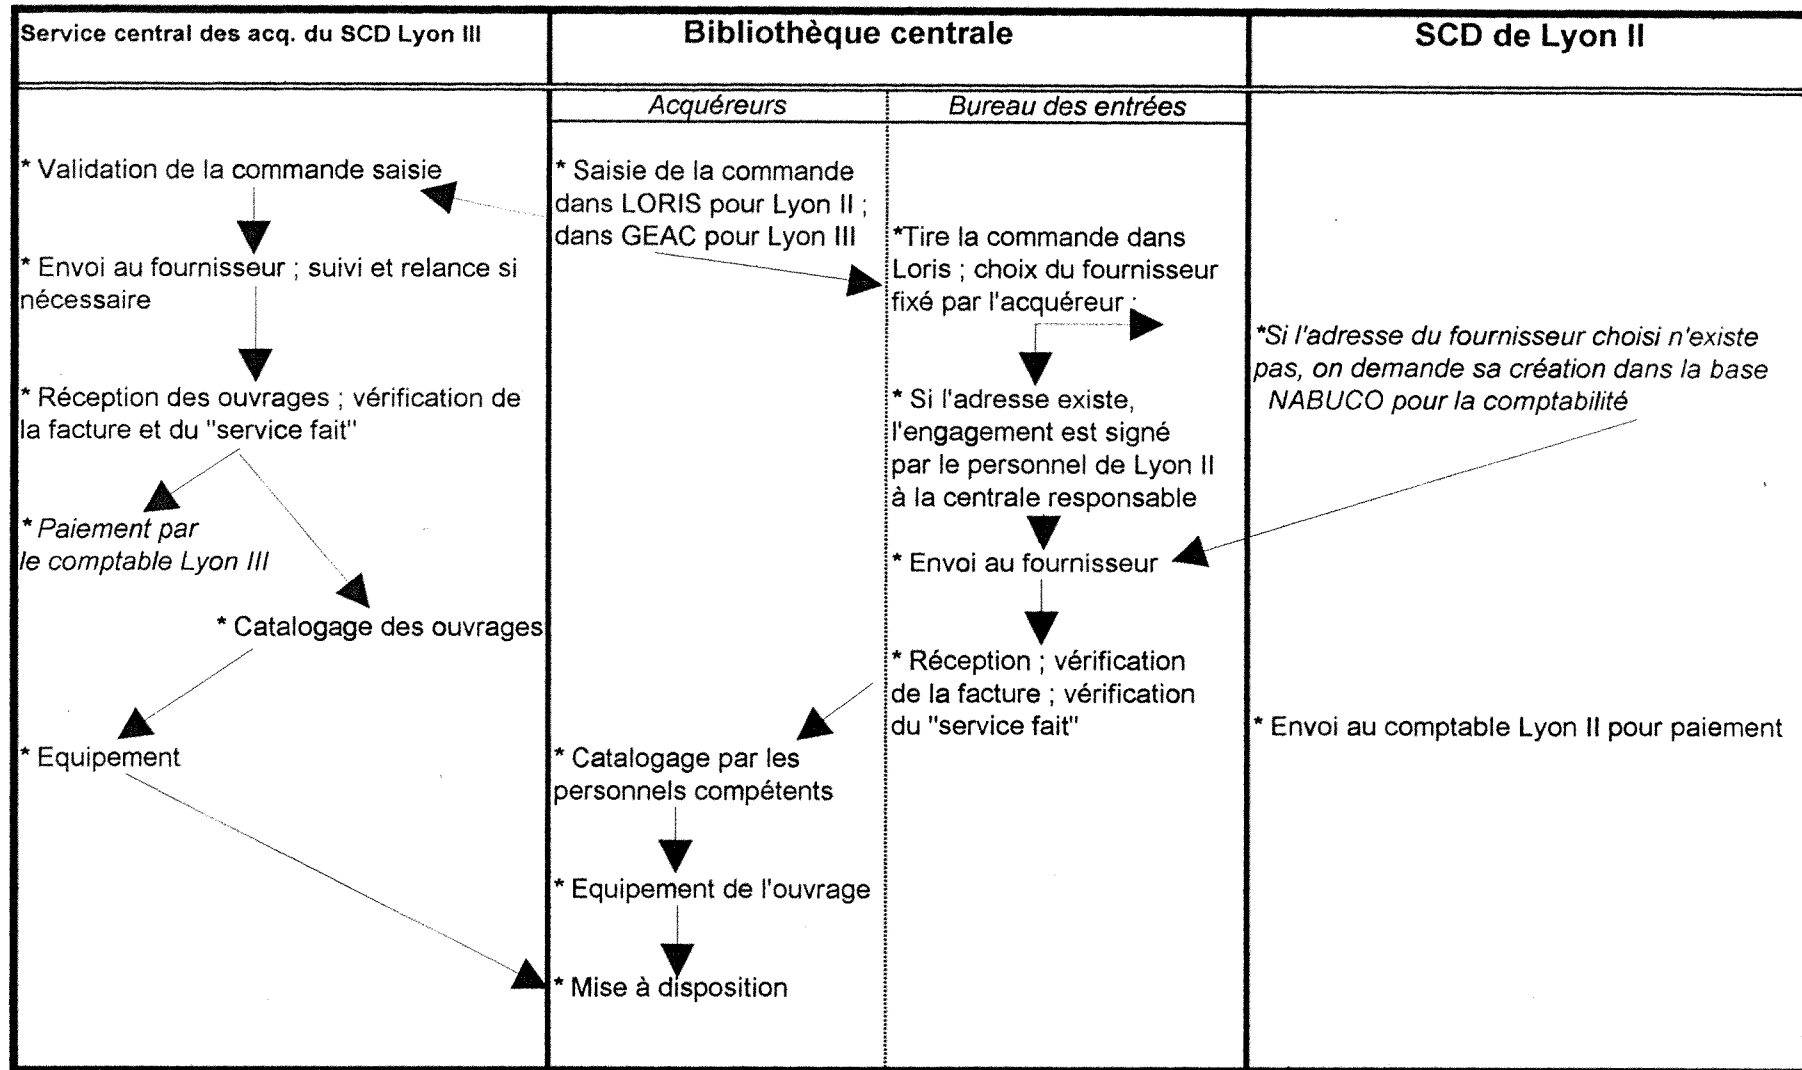 Service central des acq. du SCD Lyon III
Bibliothèque centrale
SCD de Lyon II
Acquéreurs
Bureau des entrées
* Validation de la commande saisie
* Envoi au fournisseur ; suivi et relance si
nécessaire
* Réception des ouvrages ; vérification de
la facture et du "service fait"
* Paiement par
le comptable Lyon III
* Catalogage des ouvrages
* Equipement
* Saisie de la commande
dans LORIS pour Lyon II ;
dans GEAC pour Lyon III
* Catalogage par les
personnels compétents
* Equipement de l'ouvrage
* Mise à disposition
*Tire la commande dans
Loris ; choix du fournisseur
fixé par l'acquéreur :
* Si l'adresse existe,
l'engagement est signé
par le personnel de Lyon II
à la centrale responsable
* Envoi au fournisseur
* Réception ; vérification
de la facture ; vérification
du "service fait"
*Si l'adresse du fournisseur choisi n'existe
pas, on demande sa création dans la base
NABUCO pour la comptabilité
* Envoi au comptable Lyon II pour paiement